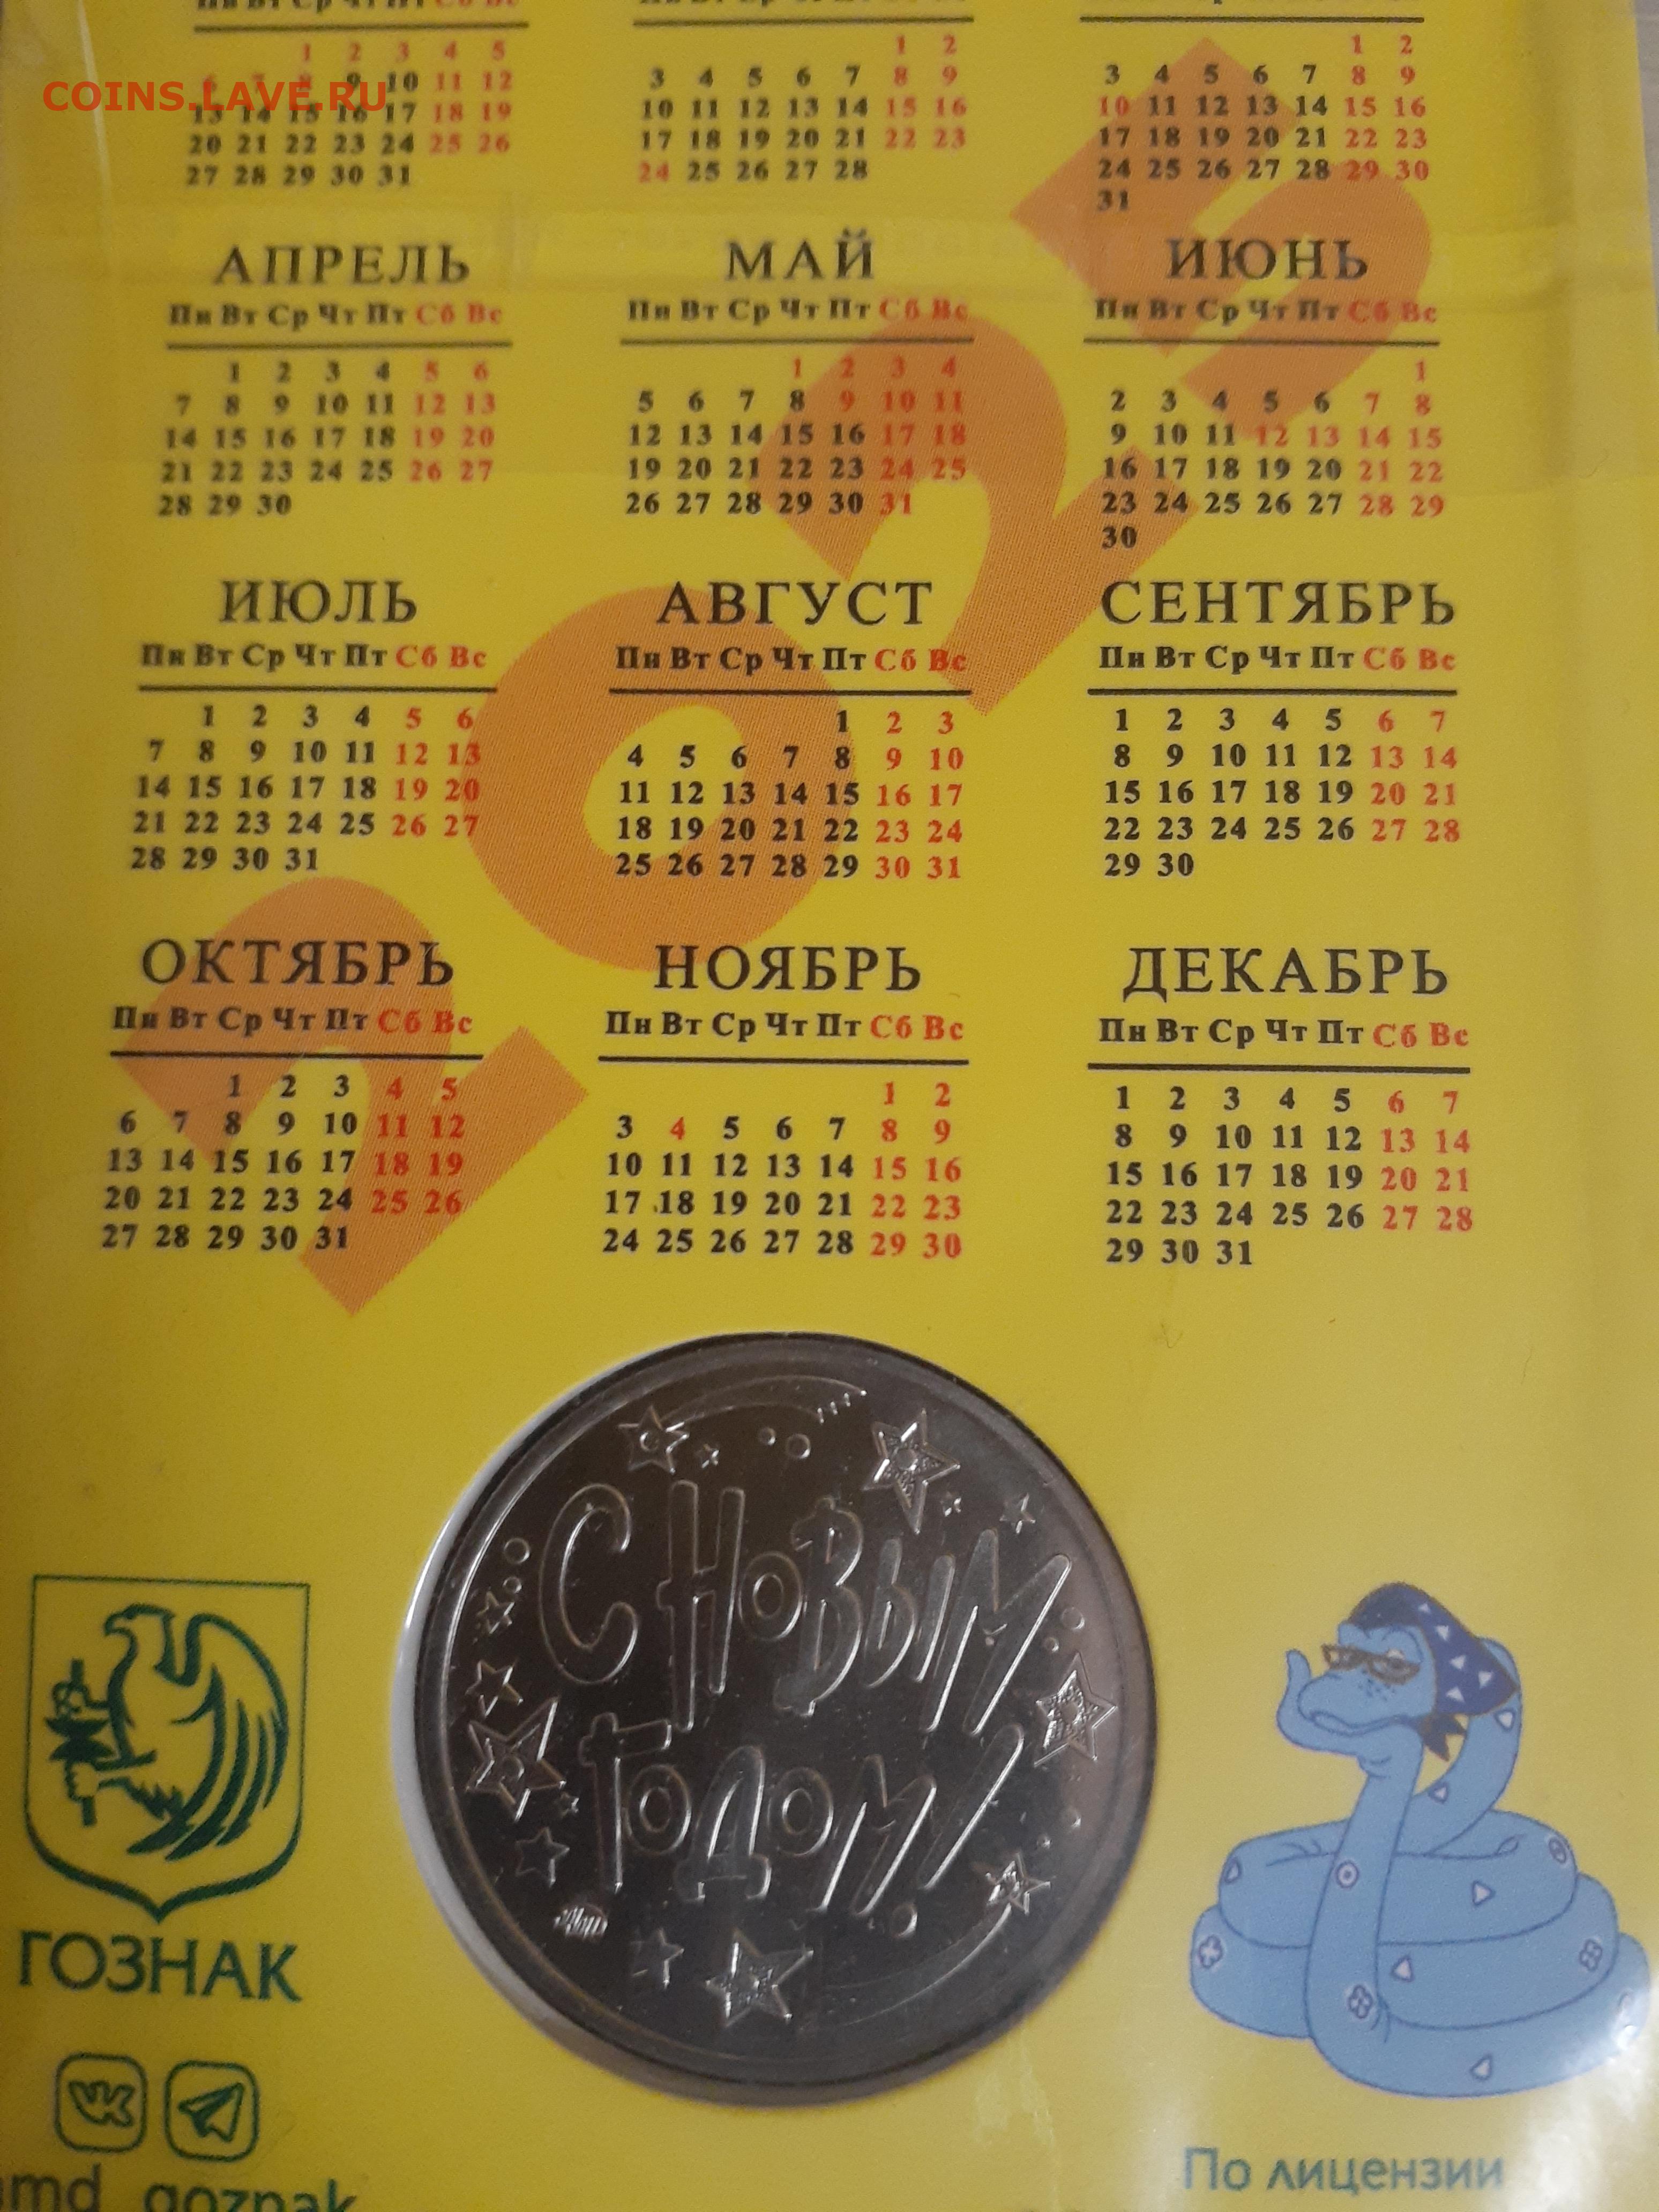 COINS.LAVE.RU
1 2 3 4 5
6 7 8 9 10 11 12
13 14 15 16 17 18 19
20 21 22 23 24 25 26
27 28 29 30 31
1 2
3 4 5 6 7 8 9
10 11 12 13 14 15 16
17 18 19 20 21 22 23
24 25 26 27 28
1 2
3 4 5 6 7 8 9
10 11 12 13 14 15 16
17 18 19 20 21 22 23
24 25 26 27 28 29 30
31
АПРЕЛЬ
Пн Вт Ср Чт Пт Сб Вс
1 2 3 4 5 6
7 8 9 10 11 12 13
14 15 16 17 18 19 20
21 22 23 24 25 26 27
28 29 30
МАЙ
Пн Вт Ср Чт Пт Сб Вс
1 2 3 4
5 6 7 8 9 10 11
12 13 14 15 16 17 18
19 20 21 22 23 24 25
26 27 28 29 30 31
ИЮНЬ
Пн Вт Ср Чт Пт Сб Вс
1
2 3 4 5 6 7 8
9 10 11 12 13 14 15
16 17 18 19 20 21 22
23 24 25 26 27 28 29
30
ИЮЛЬ
Пн Вт Ср Чт Пт Сб Вс
1 2 3 4 5 6
7 8 9 10 11 12 13
14 15 16 17 18 19 20
21 22 23 24 25 26 27
28 29 30 31
АВГУСТ
Пн Вт Ср Чт Пт Сб Вс
1 2 3
4 5 6 7 8 9 10
11 12 13 14 15 16 17
18 19 20 21 22 23 24
25 26 27 28 29 30 31
СЕНТЯБРЬ
Пн Вт Ср Чт Пт Сб Вс
1 2 3 4 5 6 7
8 9 10 11 12 13 14
15 16 17 18 19 20 21
22 23 24 25 26 27 28
29 30
ОКТЯБРЬ
Пн Вт Ср Чт Пт Сб Вс
1 2 3 4 5
6 7 8 9 10 11 12
13 14 15 16 17 18 19
20 21 22 23 24 25 26
27 28 29 30 31
НОЯБРЬ
Пн Вт Ср Чт Пт Сб Вс
1 2
3 4 5 6 7 8 9
10 11 12 13 14 15 16
17 18 19 20 21 22 23
24 25 26 27 28 29 30
ДЕКАБРЬ
Пн Вт Ср Чт Пт Сб Вс
1 2 3 4 5 6 7
8 9 10 11 12 13 14
15 16 17 18 19 20 21
22 23 24 25 26 27 28
29 30 31
2025
С НОВЫМ
ГОДОМ!
ГОЗНАК
md_goznak
По лицензии